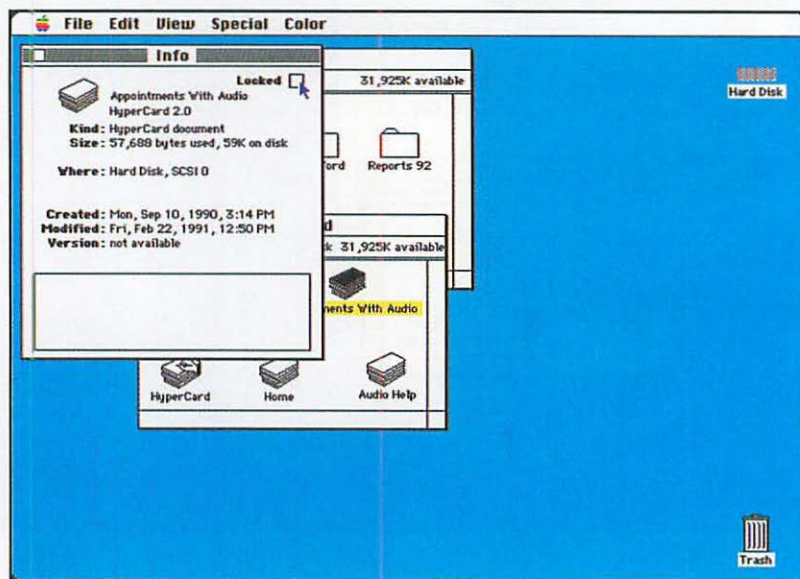 File Edit View Special Color
Info
Locked
Appointments With Audio
HyperCard 2.0
Kind: HyperCard document
Size: 57,688 bytes used, 59K on disk
Where: Hard Disk, SCSI 0
Created: Mon, Sep 10, 1990, 3:14 PM
Modified: Fri, Feb 22, 1991, 12:50 PM
Version: not available
31,925K available
Reports 92
31,925K available
With Audio
HyperCard
Home
Audio Help
Hard Disk
Trash